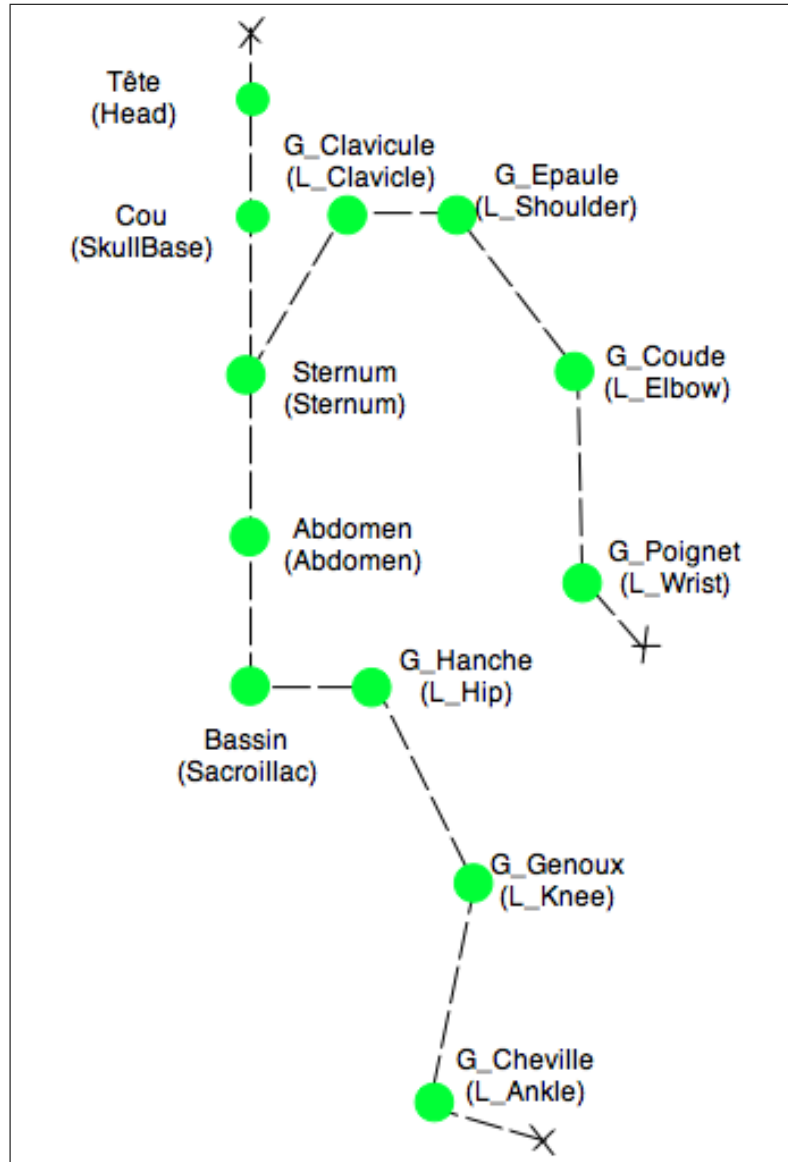 Tête
(Head)
G_Clavicule
(L_Clavicle)
G_Epaule
(L_Shoulder)
Cou
(SkullBase)
Sternum
(Sternum)
G_Coude
(L_Elbow)
Abdomen
(Abdomen)
G_Poignet
(L_Wrist)
G_Hanche
(L_Hip)
Bassin
(Sacroillac)
G_Genoux
(L_Knee)
G_Cheville
(L_Ankle)